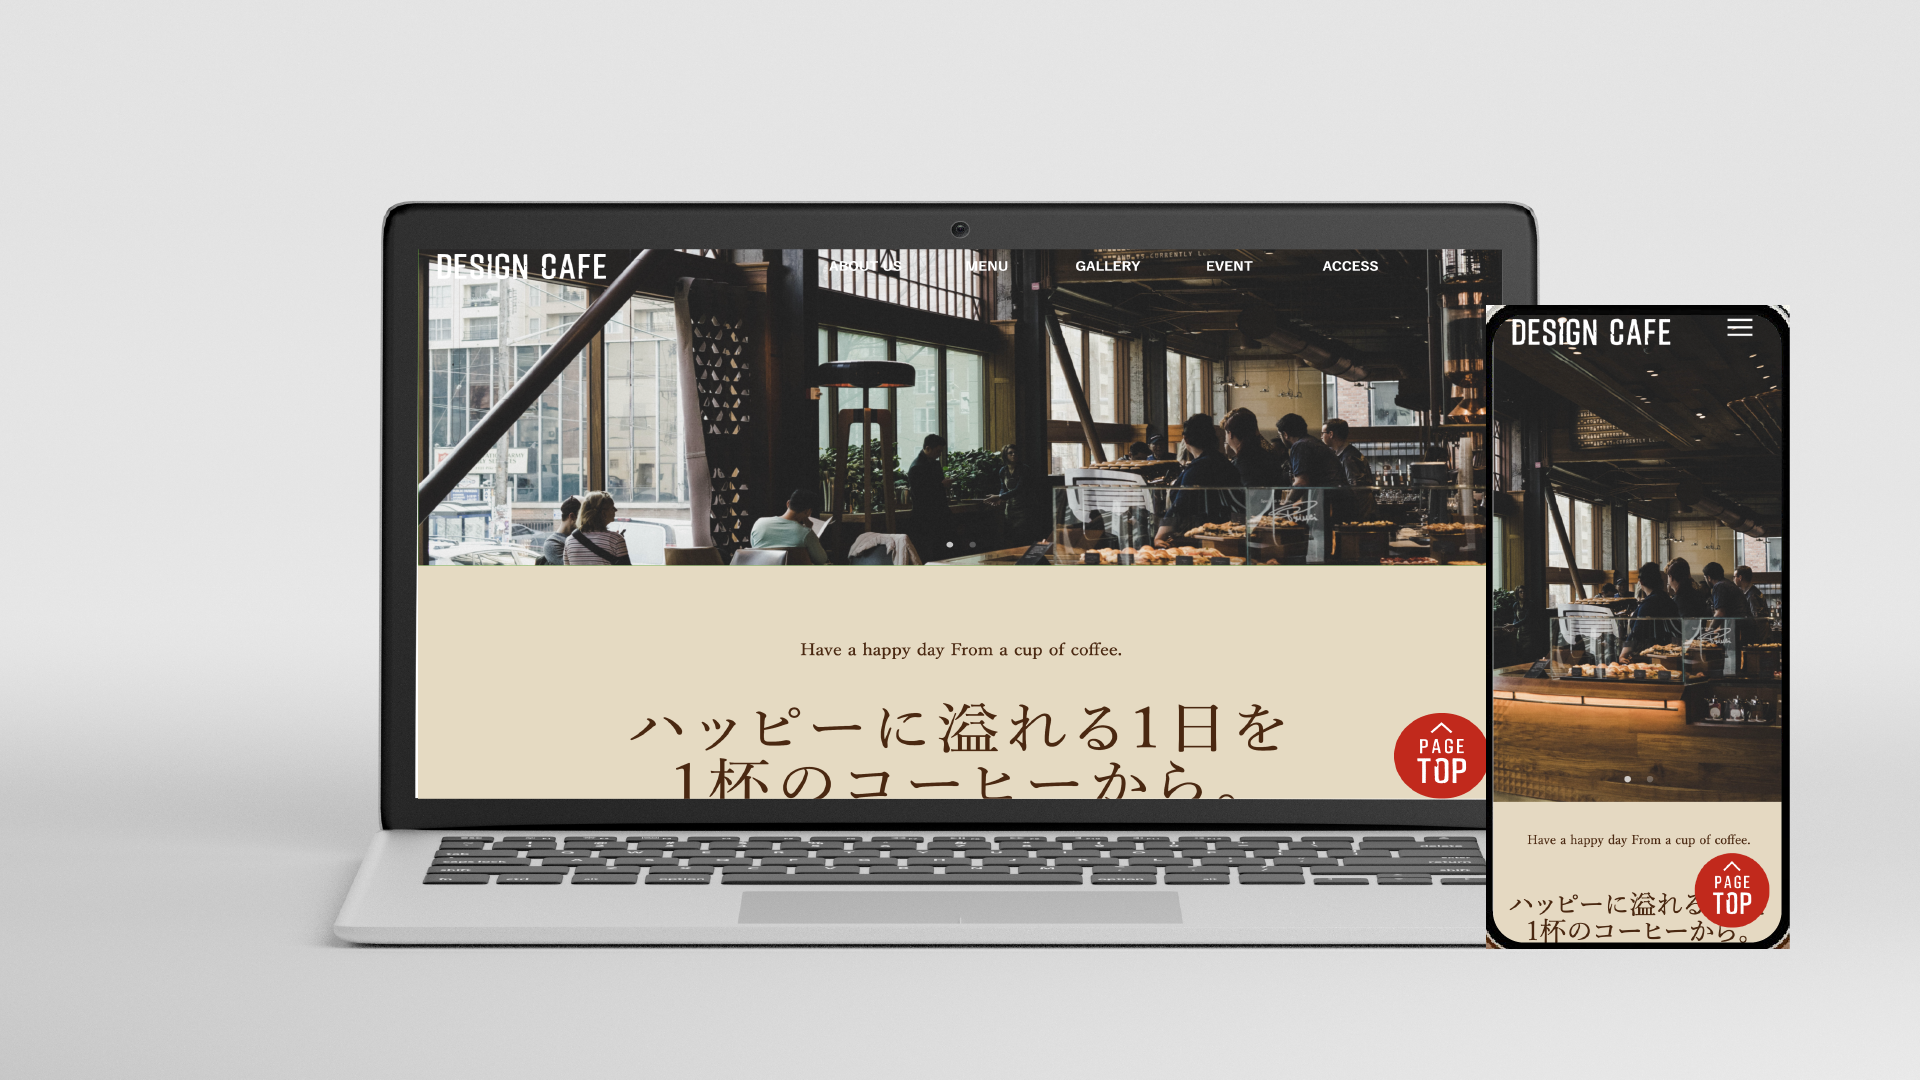 DESIGN CAFE
ABOUT US
MENU
GALLERY
EVENT
ACCESS
Have a happy day From a cup of coffee.
ハッピーに溢れる1日を
1杯のコーヒーから。
PAGE
TOP
DESIGN CAFE
Have a happy day From a cup of coffee.
ハッピーに溢れる
1杯のコーヒーから。
PAGE
TOP